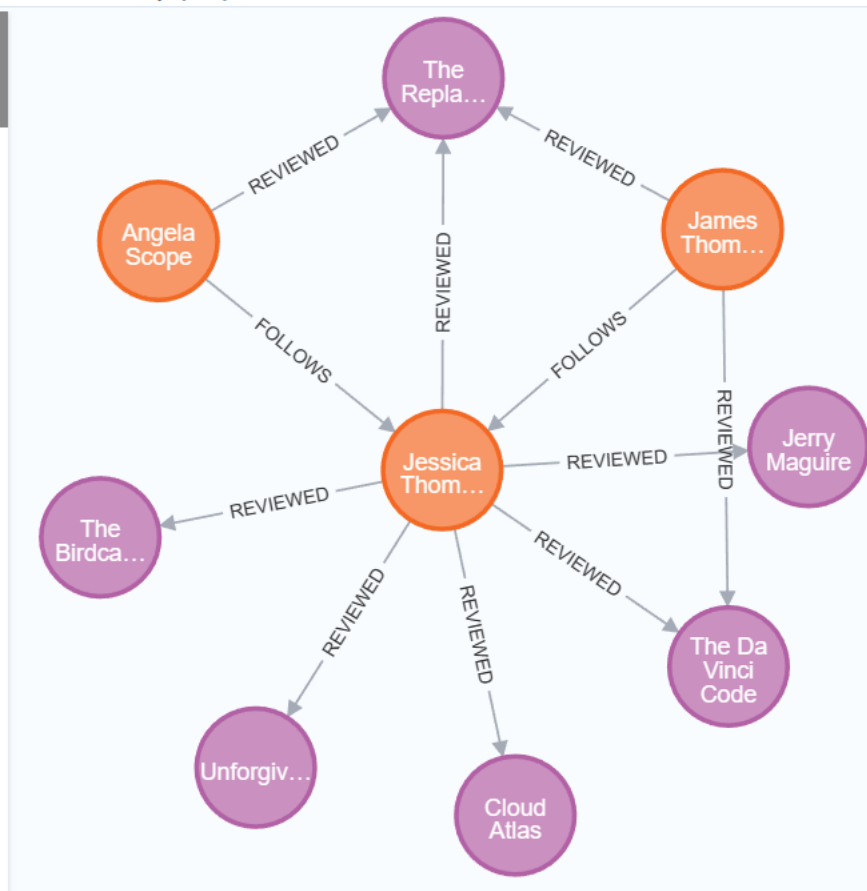 The
Repla…
REVIEWED
REVIEWED
Angela
Scope
James
Thom…
REVIEWED
FOLLOWS
FOLLOWS
REVIEWED
Jerry
Maguire
Jessica
Thom…
REVIEWED
REVIEWED
The
Birdca…
REVIEWED
REVIEWED
REVIEWED
The Da
Vinci
Code
Unforgiv…
Cloud
Atlas